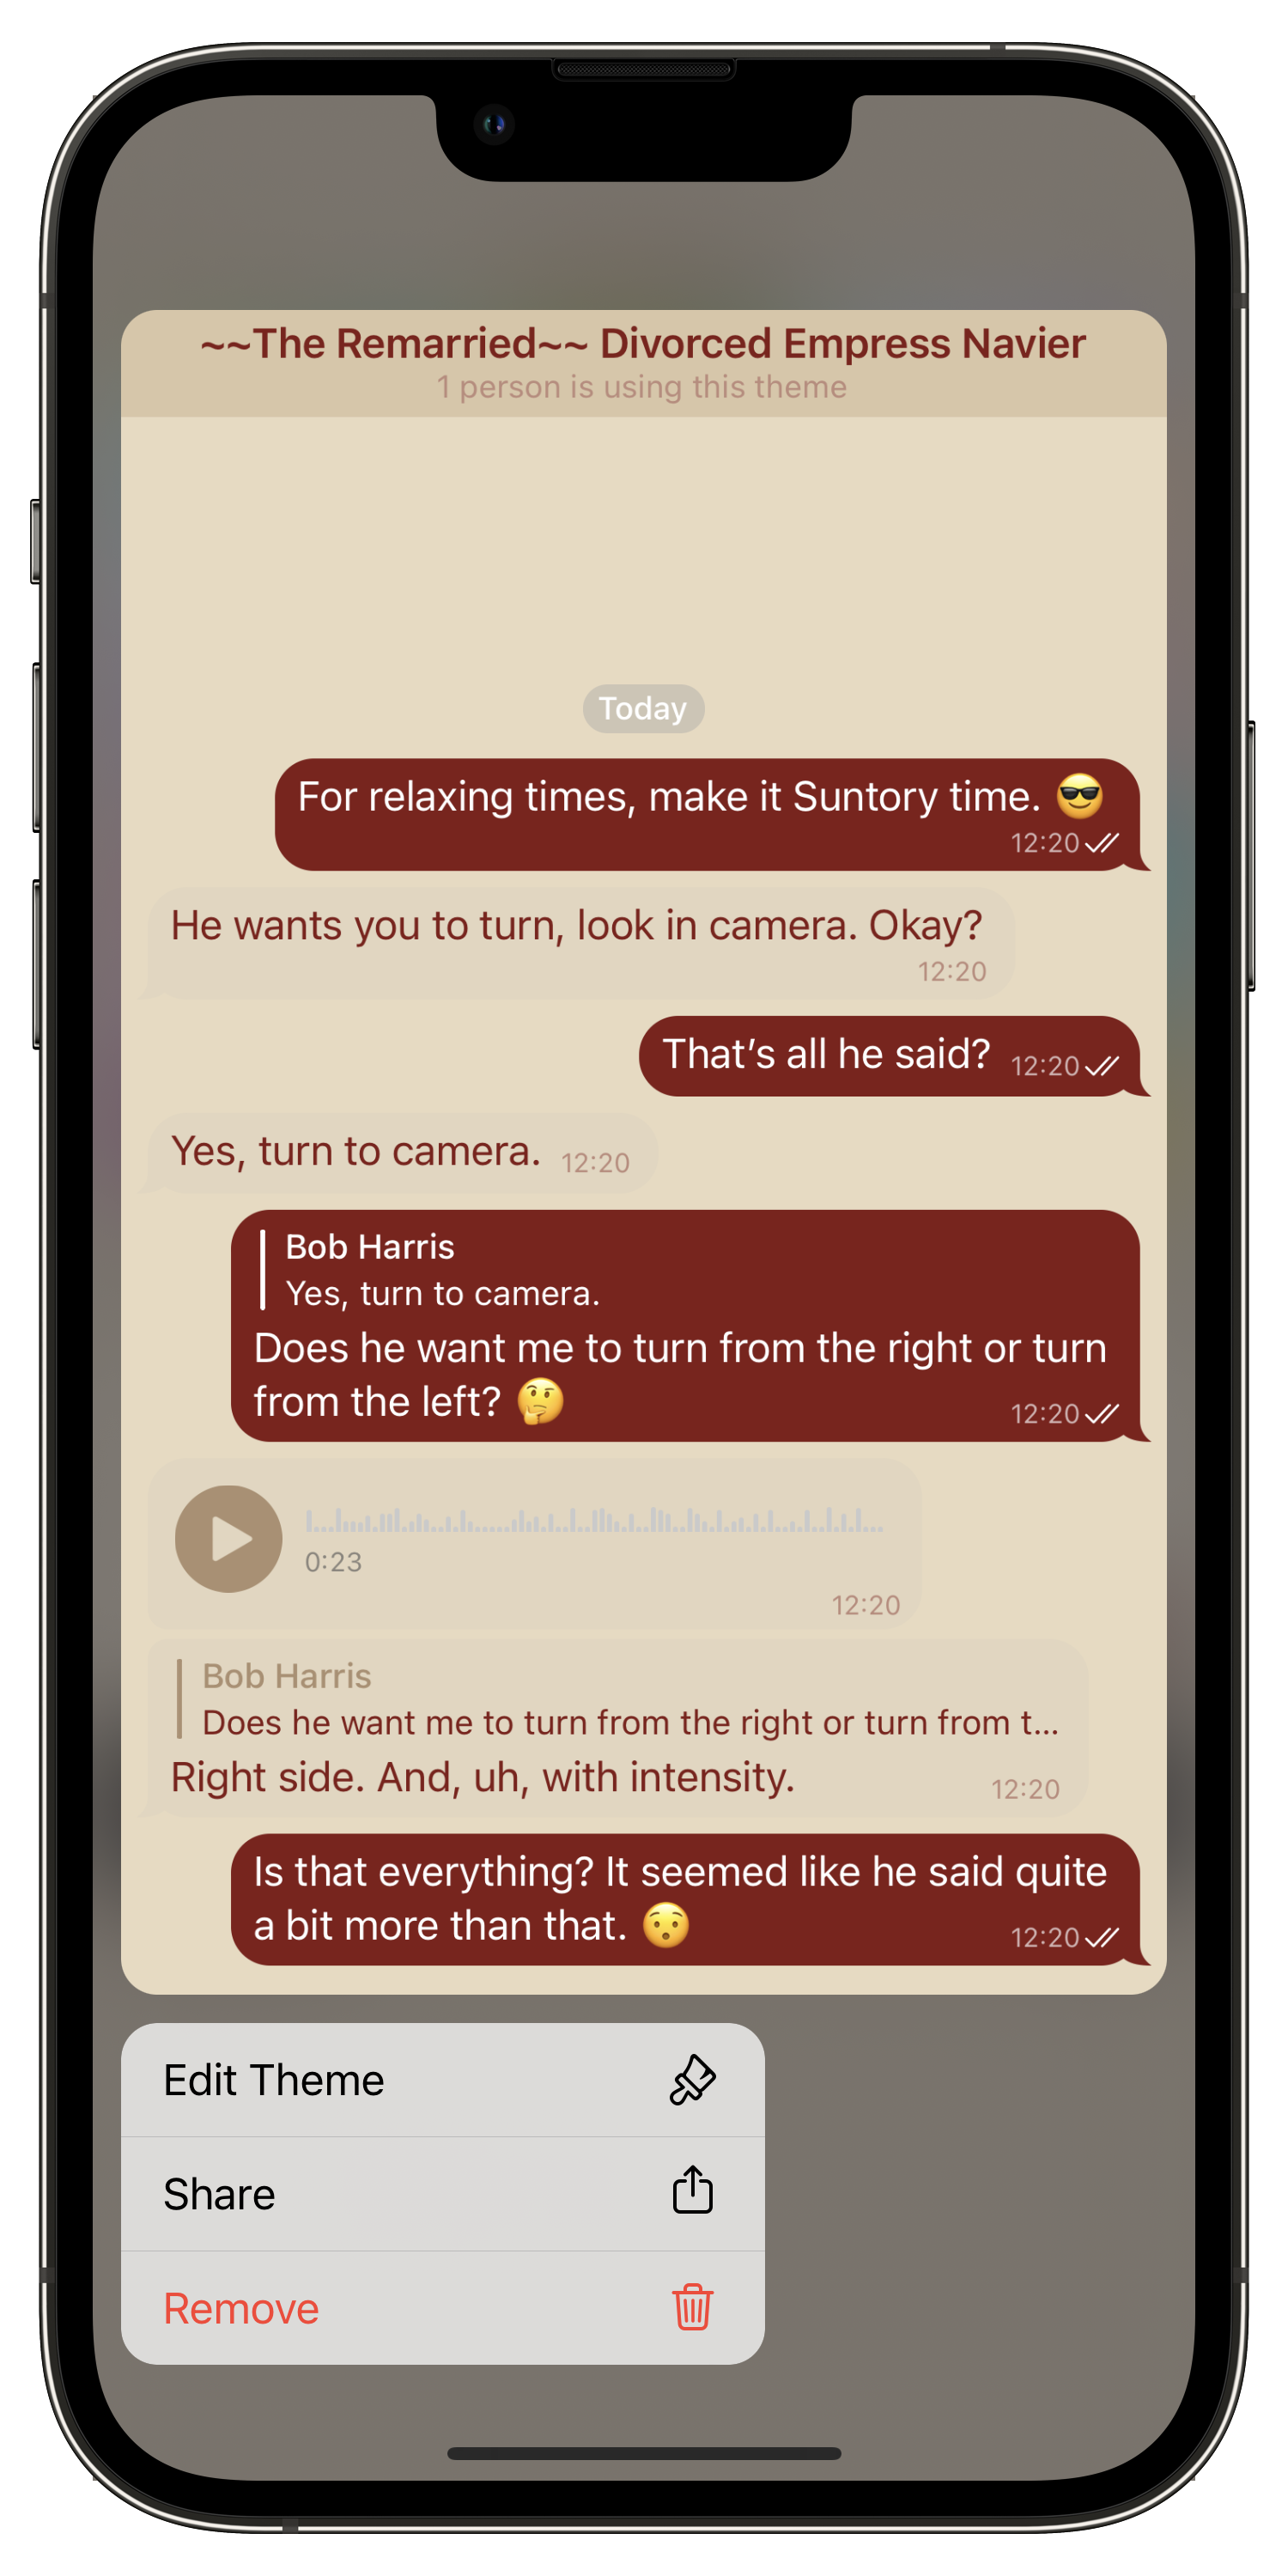 ~~The Remarried~~ Divorced Empress Navier
1 person is using this theme
Today
For relaxing times, make it Suntory time. 😎
12:20
He wants you to turn, look in camera. Okay?
12:20
That’s all he said? 12:20
Yes, turn to camera. 12:20
Bob Harris
Yes, turn to camera.
Does he want me to turn from the right or turn
from the left? 🤔 12:20
0:23
12:20
Bob Harris
Does he want me to turn from the right or turn from t...
Right side. And, uh, with intensity. 12:20
Is that everything? It seemed like he said quite
a bit more than that. 😯 12:20
Edit Theme
Share
Remove